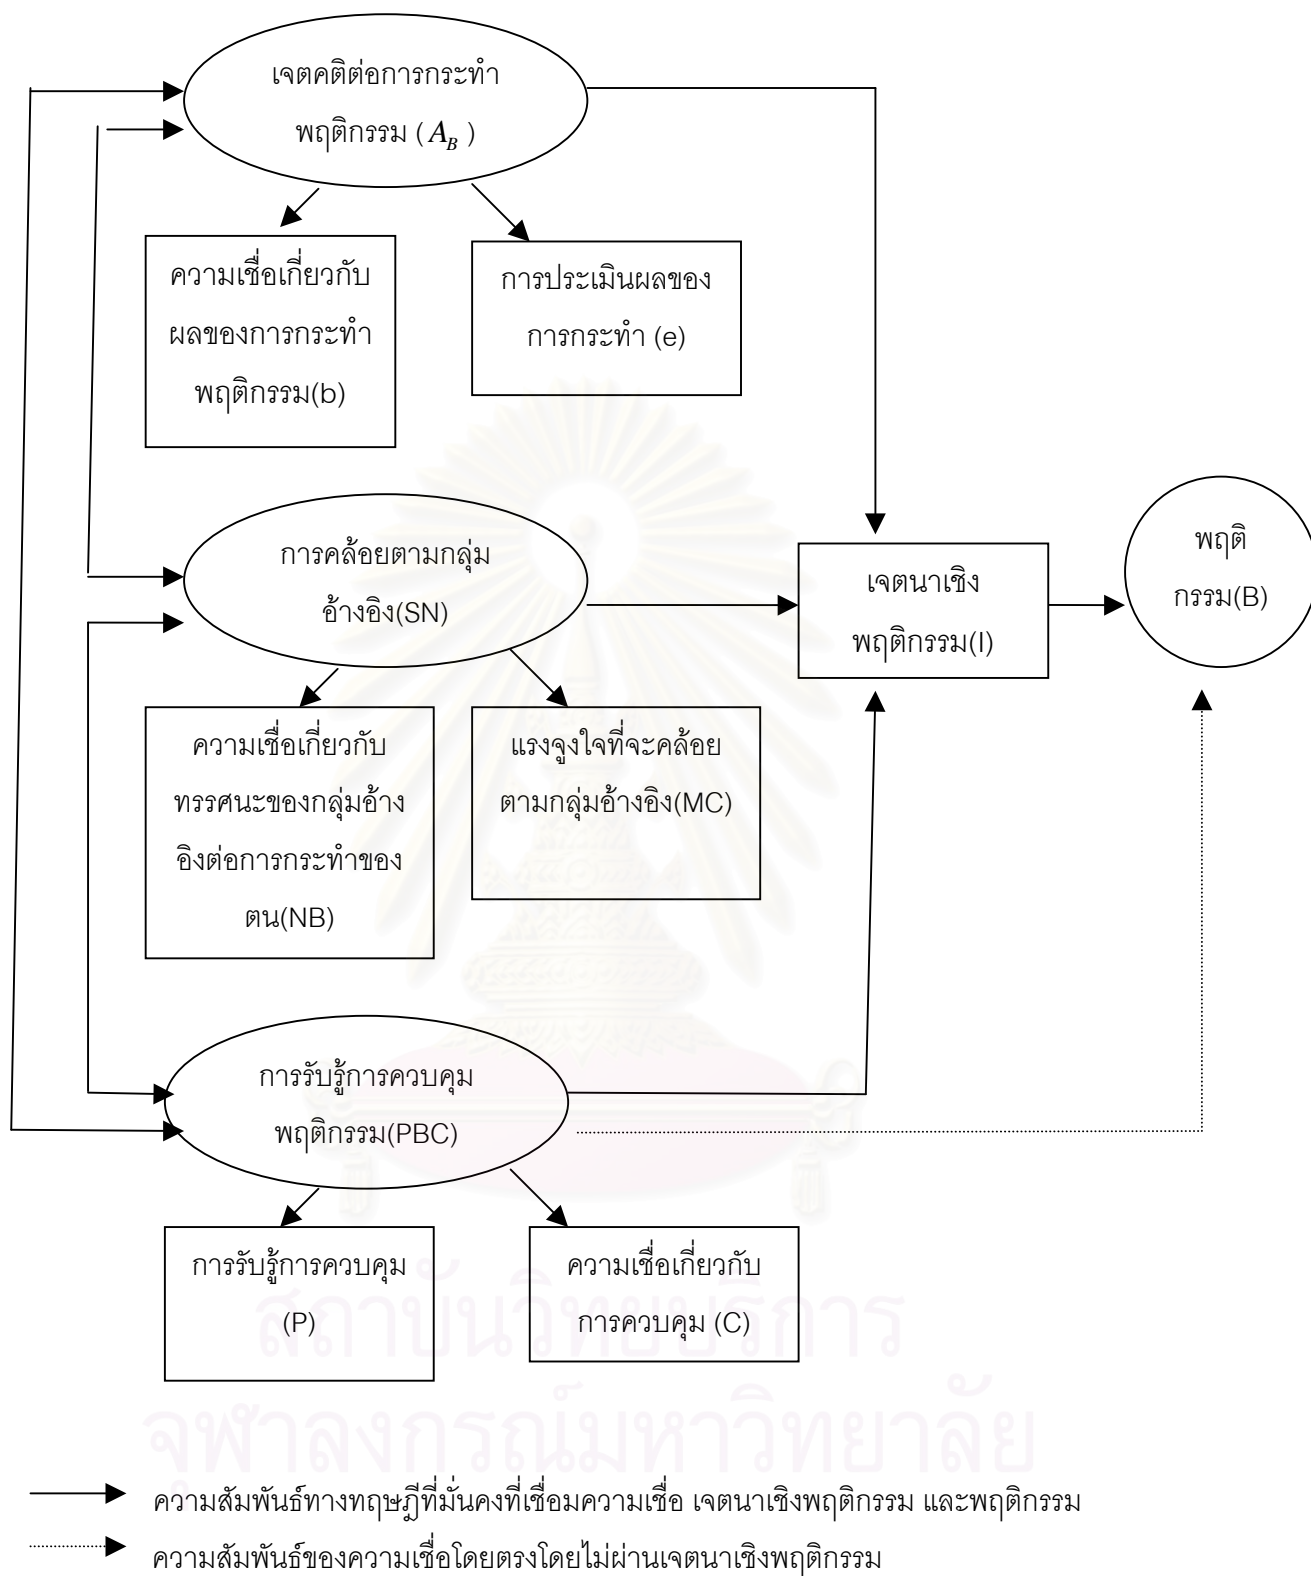 เจตคติต่อการกระทำ
พฤติกรรม ( A_B )
ความเชื่อเกี่ยวกับ
ผลของการกระทำ
พฤติกรรม(b)
การประเมินผลของ
การกระทำ (e)
การคล้อยตามกลุ่ม
อ้างอิง(SN)
เจตนาเชิง
พฤติกรรม(I)
พฤติ
กรรม(B)
ความเชื่อเกี่ยวกับ
ทรรศนะของกลุ่มอ้าง
อิงต่อการกระทำของ
ตน(NB)
แรงจูงใจที่จะคล้อย
ตามกลุ่มอ้างอิง(MC)
การรับรู้การควบคุม
พฤติกรรม(PBC)
การรับรู้การควบคุม
(P)
ความเชื่อเกี่ยวกับ
การควบคุม (C)
สถาบันวิทยบริการ
จุฬาลงกรณ์มหาวิทยาลัย
ความสัมพันธ์ทางทฤษฎีที่มั่นคงที่เชื่อมความเชื่อ เจตนาเชิงพฤติกรรม และพฤติกรรม
ความสัมพันธ์ของความเชื่อโดยตรงโดยไม่ผ่านเจตนาเชิงพฤติกรรม